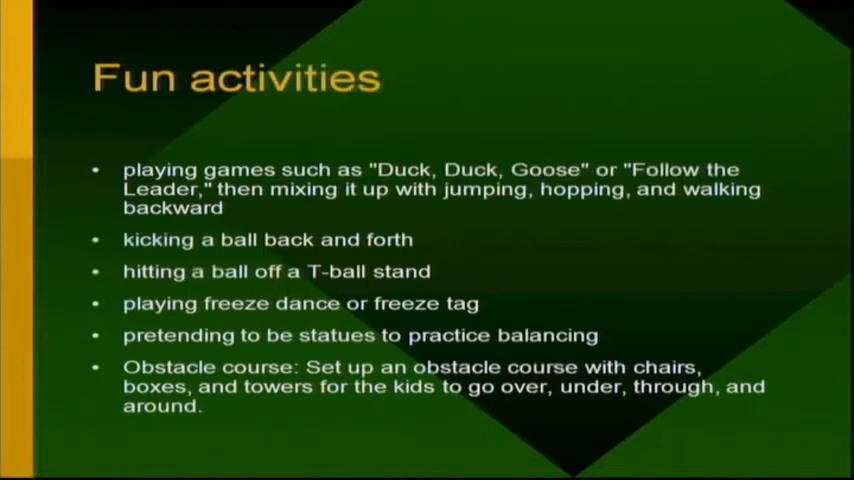 Fun activities
• playing games such as "Duck, Duck, Goose" or "Follow the
Leader," then mixing it up with jumping, hopping, and walking
backward
• kicking a ball back and forth
• hitting a ball off a T-ball stand
• playing freeze dance or freeze tag
• pretending to be statues to practice balancing
• Obstacle course: Set up an obstacle course with chairs,
boxes, and towers for the kids to go over, under, through, and
around.